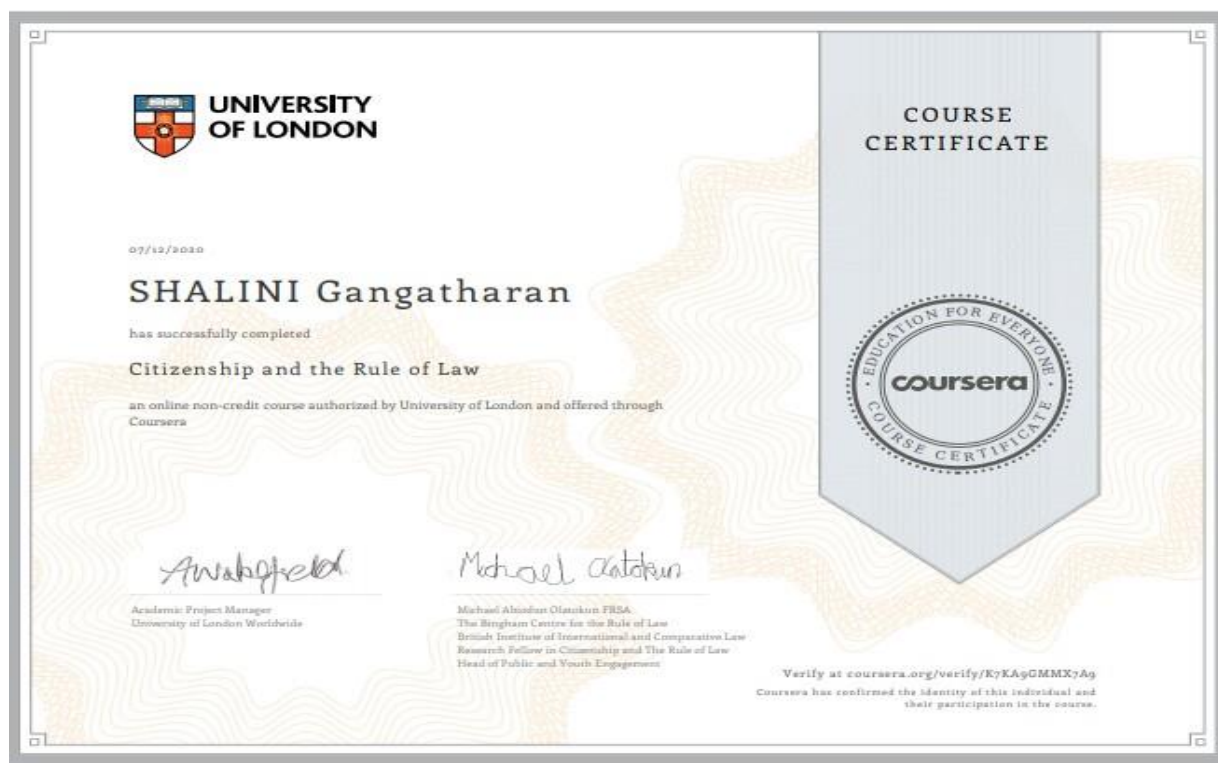 UNIVERSITY
OF LONDON
07/12/2020
SHALINI Gangatharan
has successfully completed
Citizenship and the Rule of Law
an online non-credit course authorized by University of London and offered through
Coursera
Academic Project Manager
University of London Worldwide
Michael Olatokun
Michael Abiodun Olatokun FRSA
The Bingham Centre for the Rule of Law
British Institute of International and Comparative Law
Research Fellow in Citizenship and The Rule of Law
Head of Public and Youth Engagement
COURSE
CERTIFICATE
EDUCATION FOR EVERYONE
coursera
COURSE CERTIFICATE
Verify at coursera.org/verify/K7KA9GMMX7A9
Coursera has confirmed the identity of this individual and
their participation in the course.